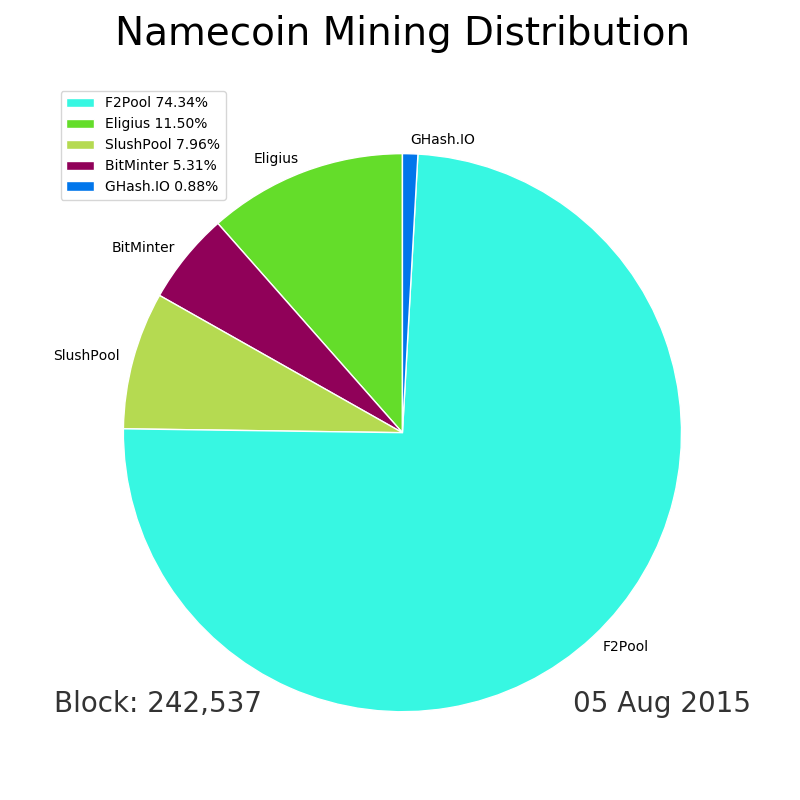 Namecoin Mining Distribution
F2Pool 74.34%
Eligius 11.50%
SlushPool 7.96%
BitMinter 5.31%
GHash.IO 0.88%
GHash.IO
Eligius
BitMinter
SlushPool
F2Pool
Block: 242,537
05 Aug 2015